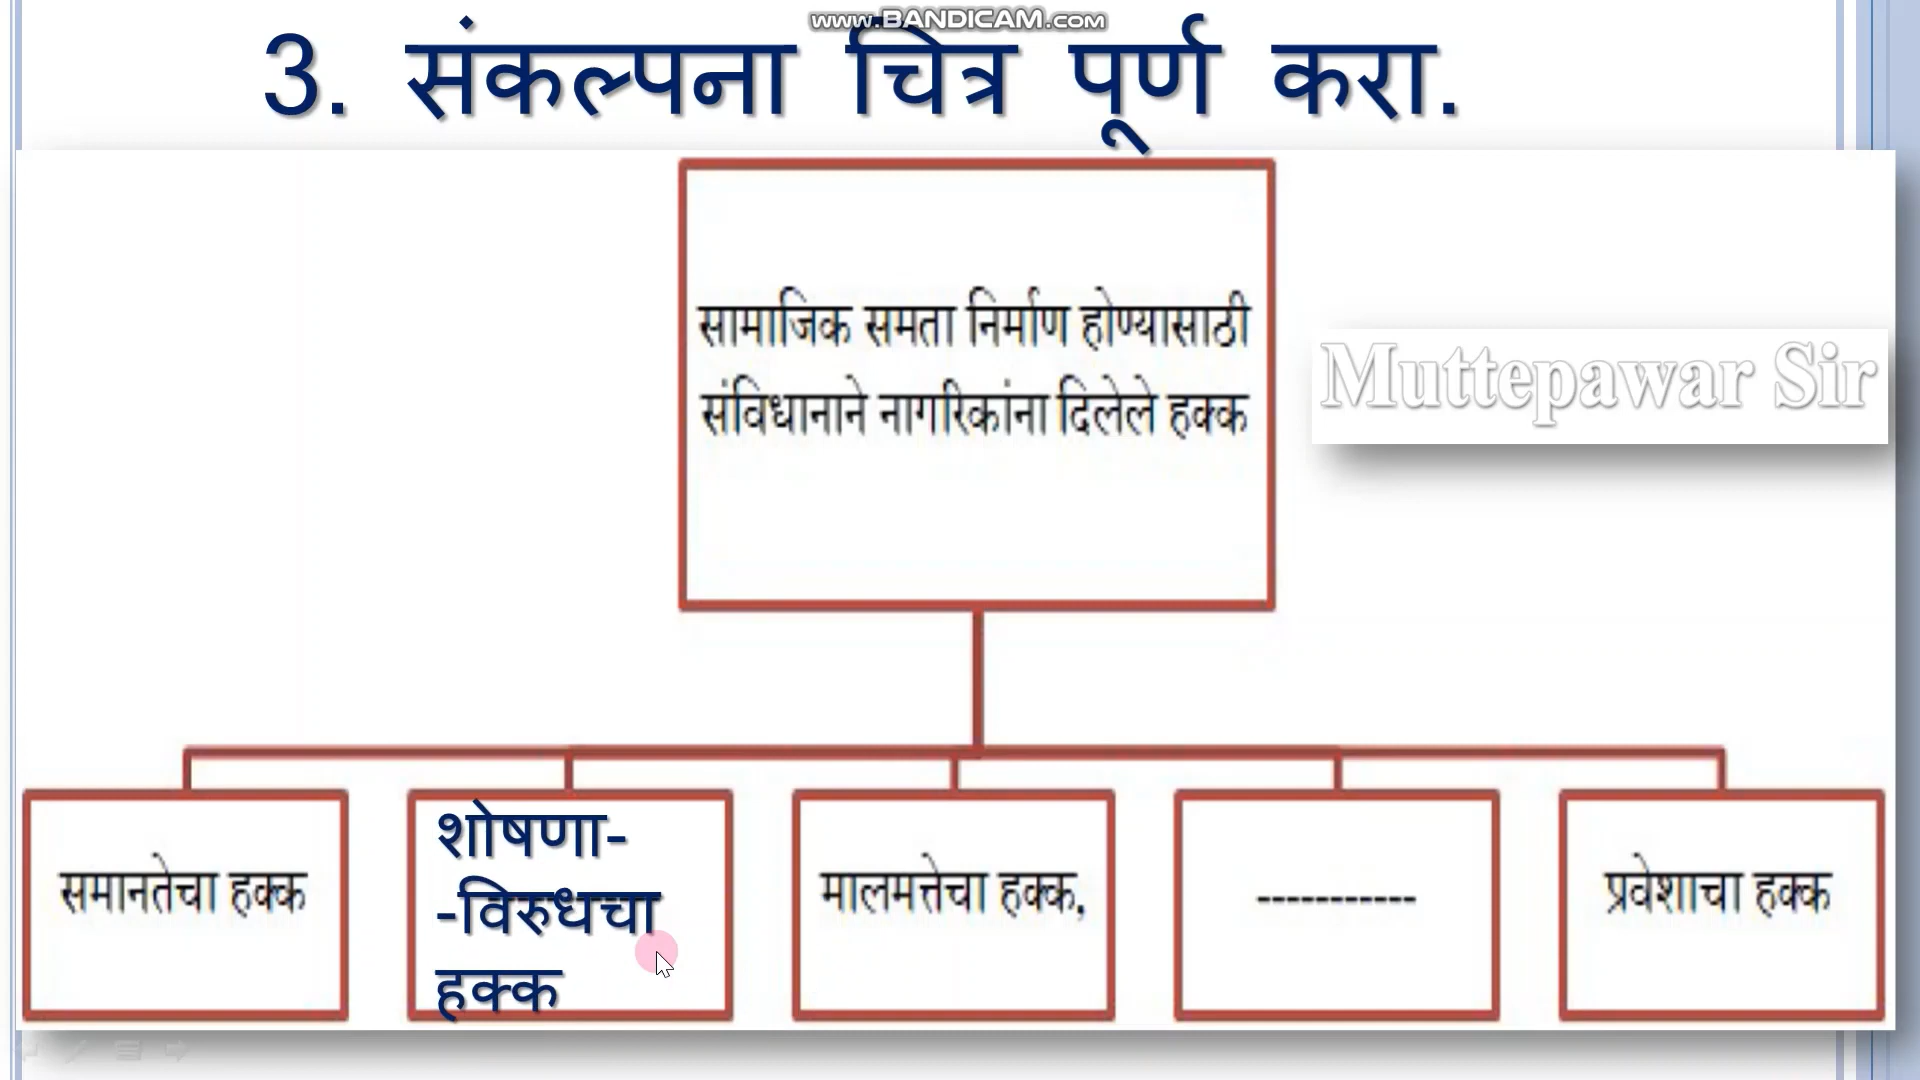 www.BANDICAM.com
3. संकल्पना चित्र पूर्ण करा.
सामाजिक समता निर्माण होण्यासाठी
संविधानाने नागरिकांना दिलेले हक्क
Muttepawar Sir
समानतेचा हक्क
शोषणा-
-विरुधचा
हक्क
मालमत्तेचा हक्क,
-----------
प्रवेशाचा हक्क